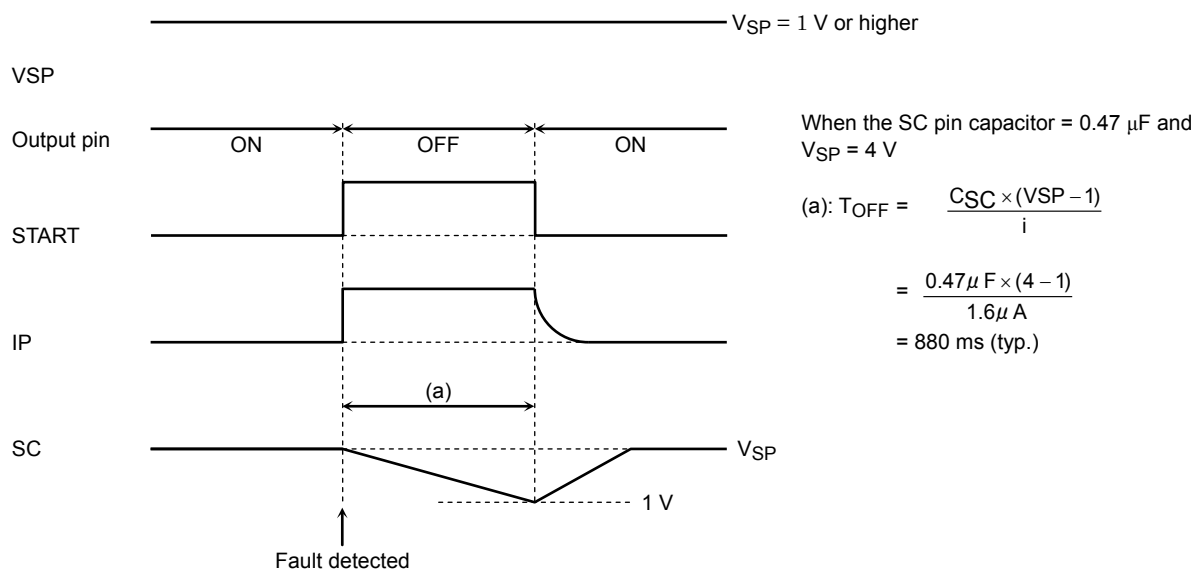 VSP = 1 V or higher
VSP
Output pin
ON
OFF
ON
START
IP
(a)
SC
VSP
1 V
Fault detected
When the SC pin capacitor = 0.47 μF and
VSP = 4 V
(a): TOFF = CSC × (VSP − 1)
i
= 0.47μ F × (4 − 1)
1.6μ A
= 880 ms (typ.)